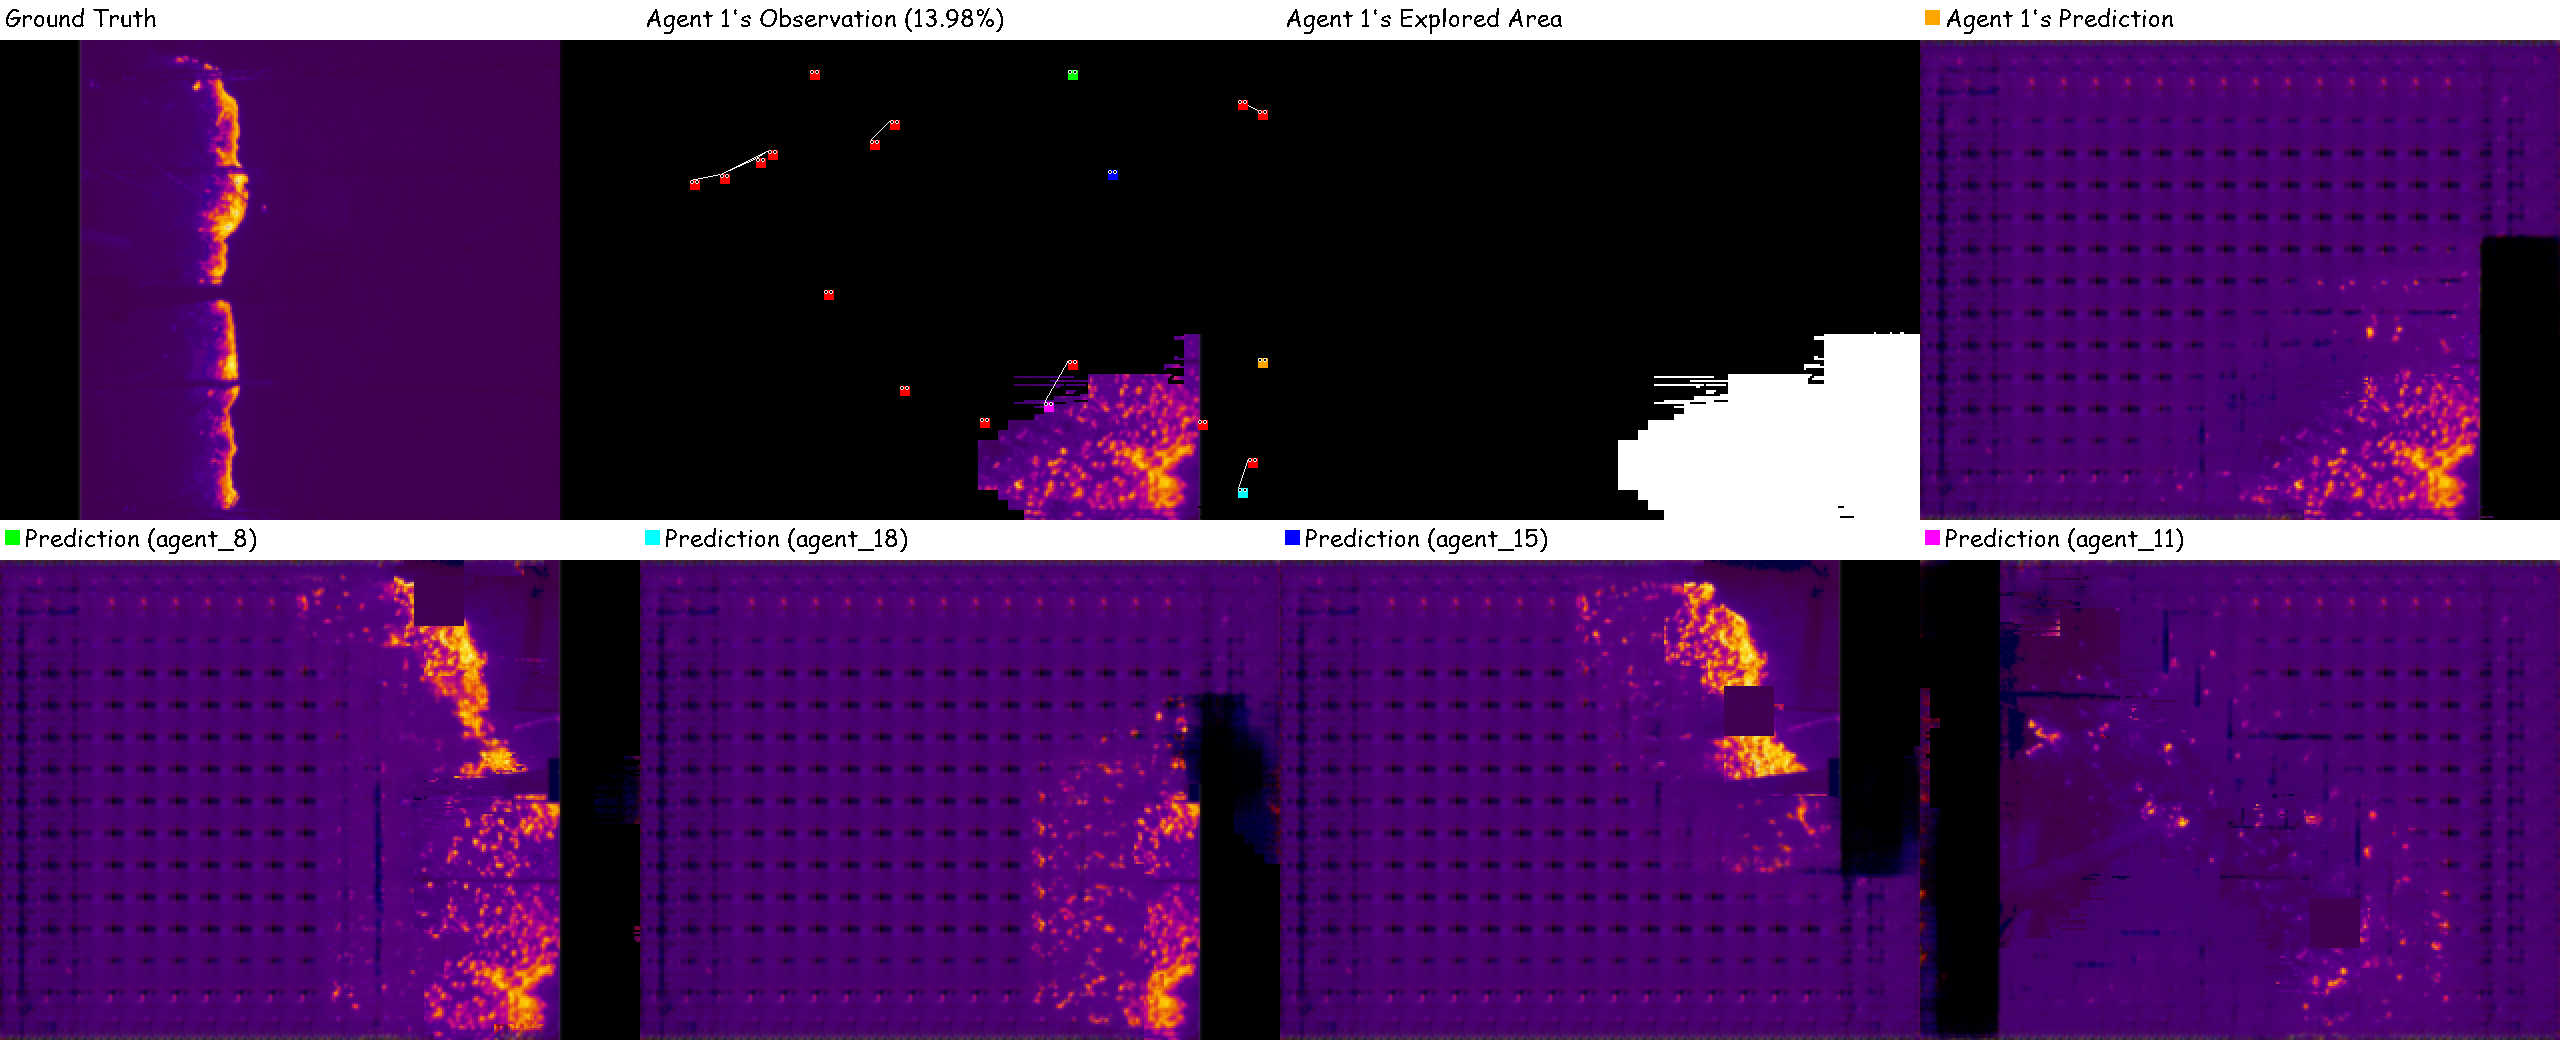 Ground Truth
Agent 1's Observation (13.98%)
Agent 1's Explored Area
Agent 1's Prediction
Prediction (agent_8)
Prediction (agent_18)
Prediction (agent_15)
Prediction (agent_11)